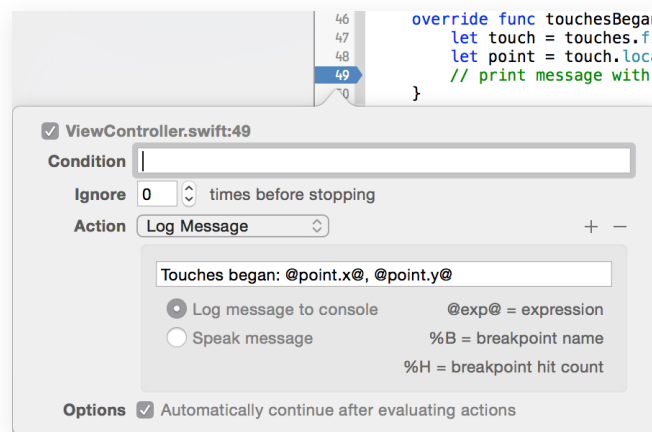 46 override func touchesBegan
47 let touch = touches.f
48 let point = touch.loca
49 // print message with
50 }
ViewController.swift:49
Condition
Ignore 0 times before stopping
Action Log Message + −
Touches began: @point.x@, @point.y@
Log message to console @exp@ = expression
Speak message %B = breakpoint name
%H = breakpoint hit count
Options Automatically continue after evaluating actions